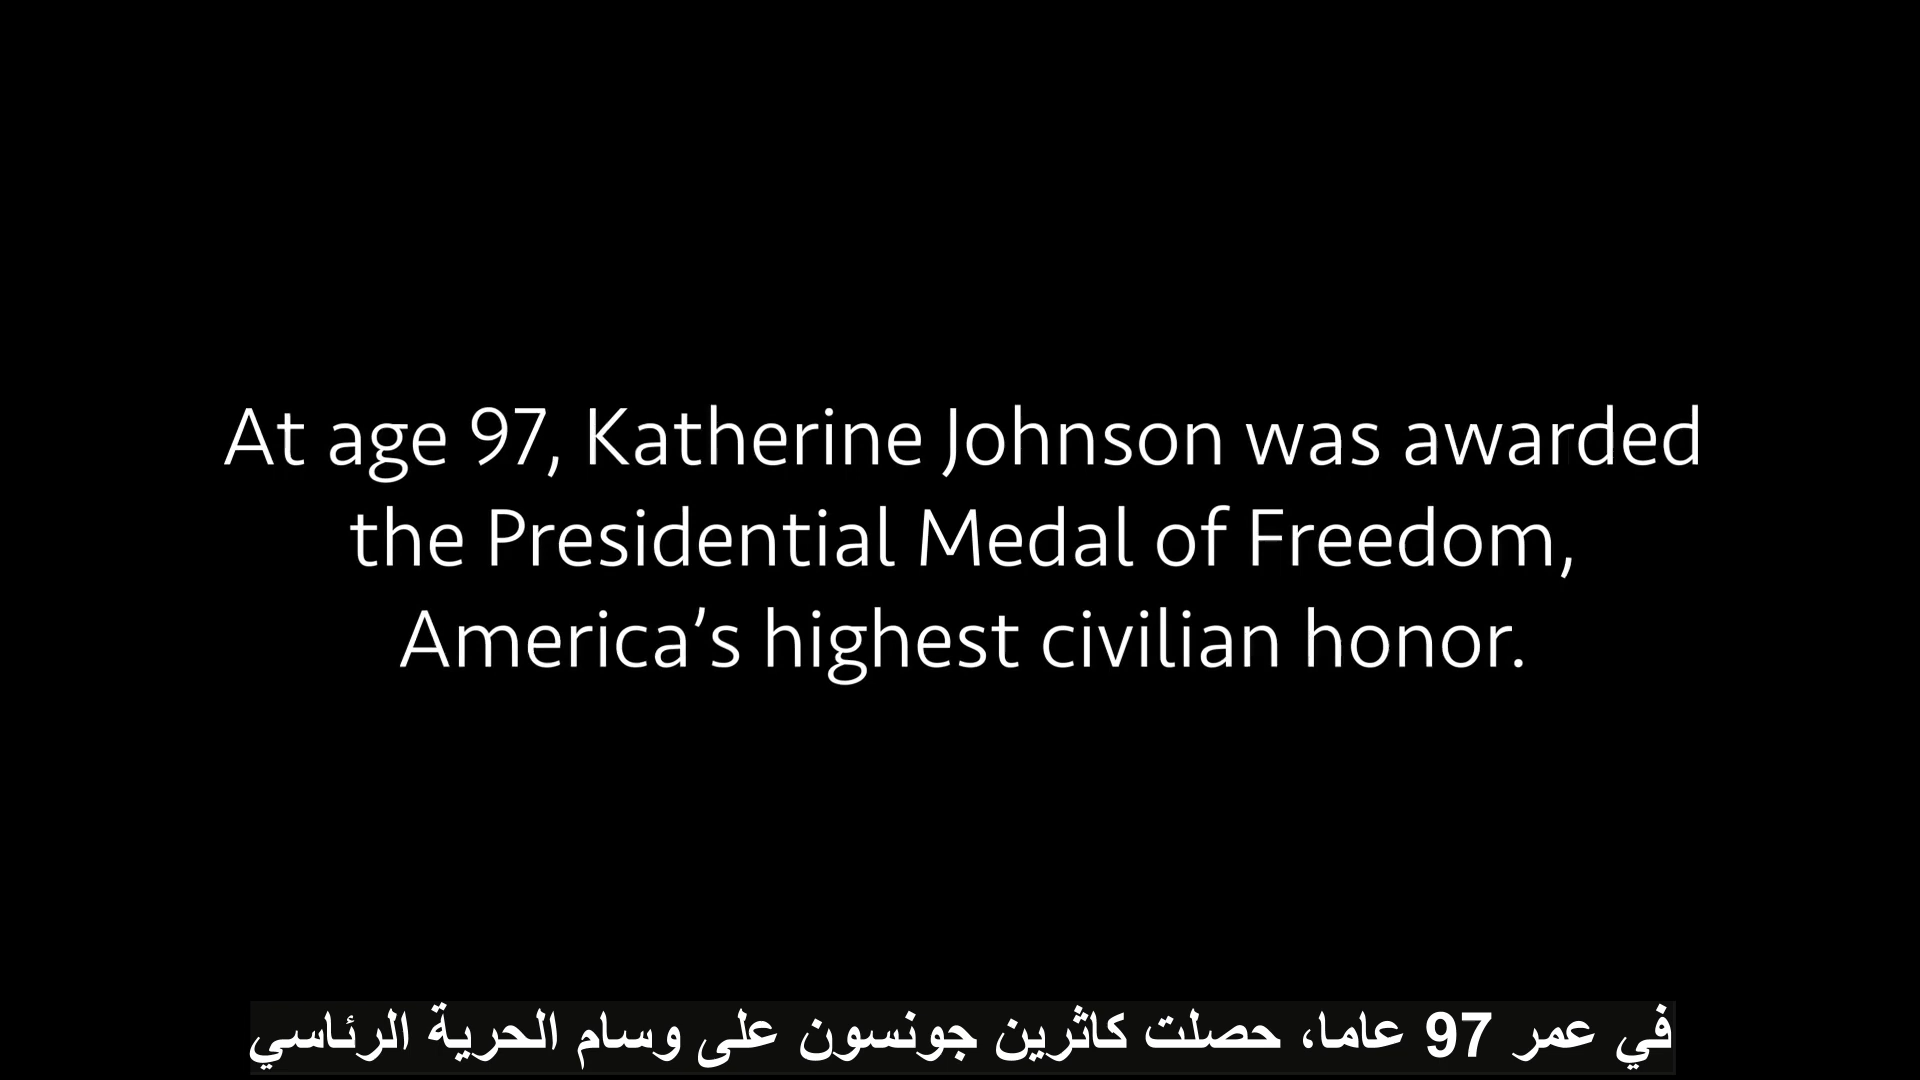 At age 97, Katherine Johnson was awarded
the Presidential Medal of Freedom,
America’s highest civilian honor.
في عمر 97 عاما، حصلت كاثرين جونسون على وسام الحرية الرئاسي